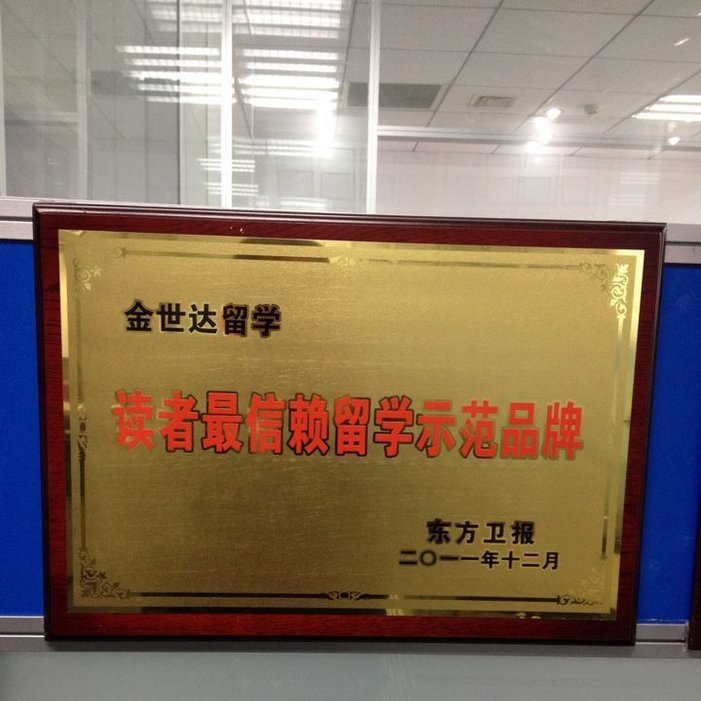 金世达留学
读者最信赖留学示范品牌
东方卫报
二〇一一年十二月